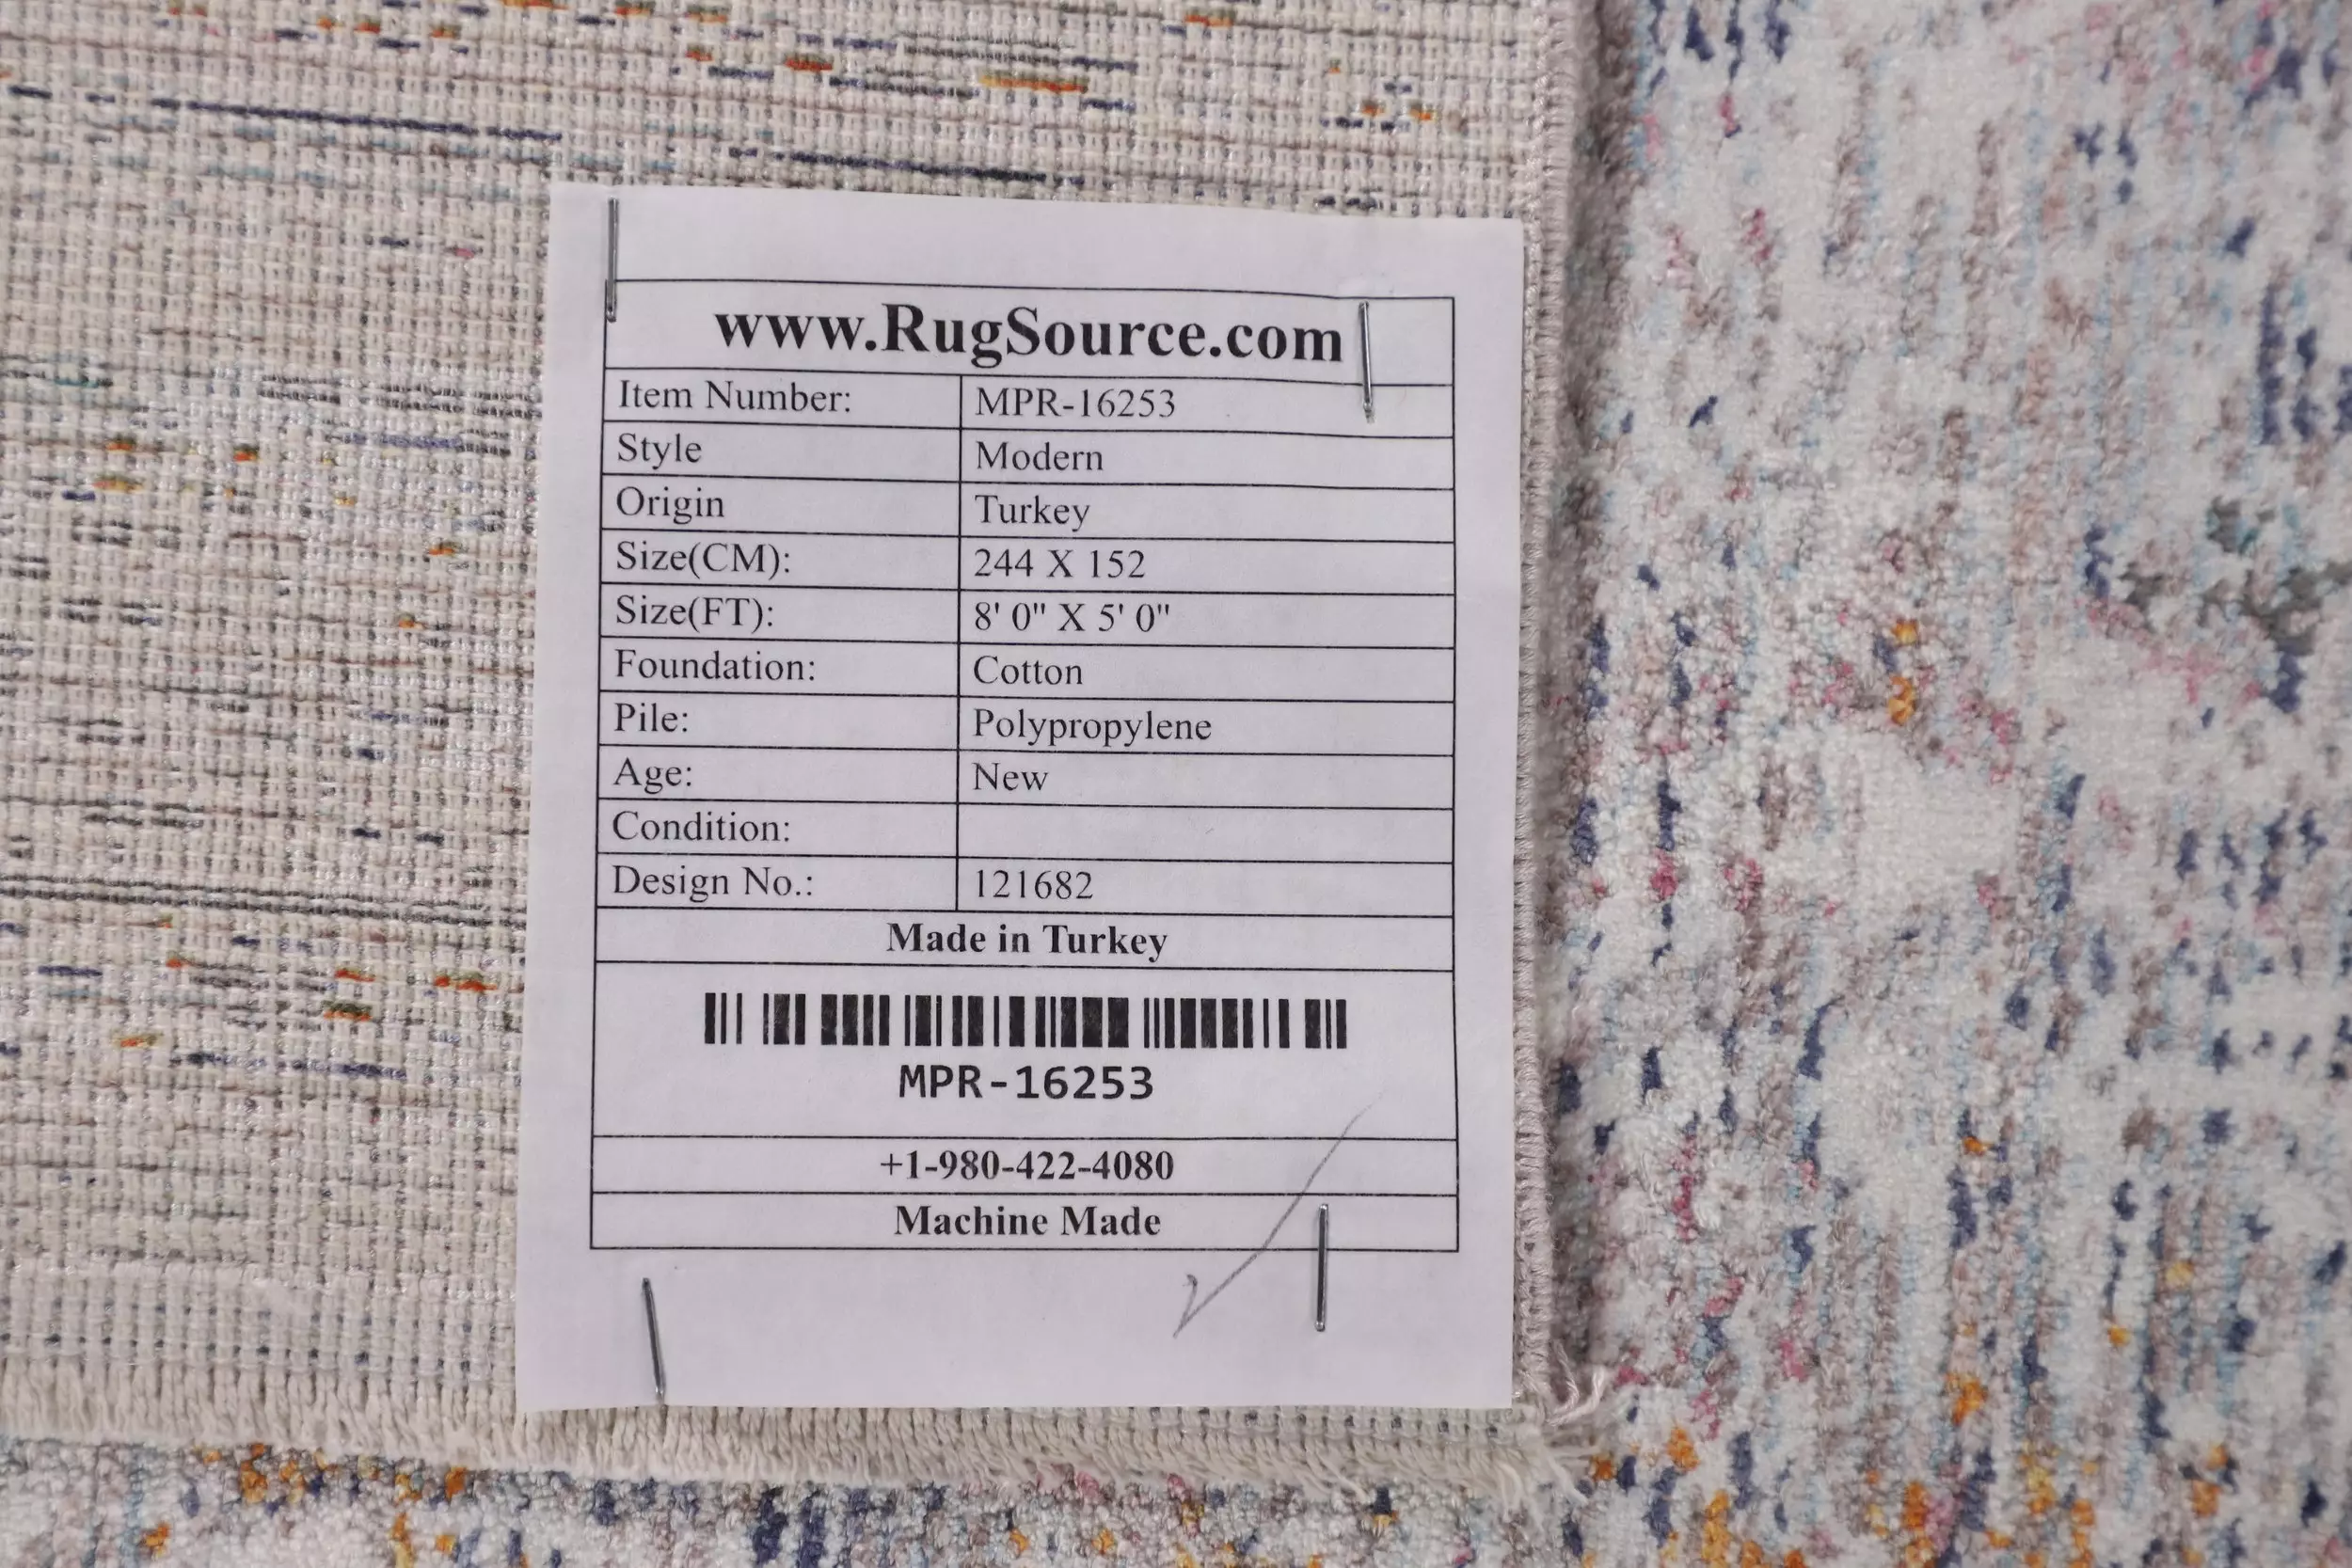 www.RugSource.com
Item Number: MPR-16253
Style Modern
Origin Turkey
Size(CM): 244 X 152
Size(FT): 8' 0" X 5' 0"
Foundation: Cotton
Pile: Polypropylene
Age: New
Condition:
Design No.: 121682
Made in Turkey
MPR-16253
+1-980-422-4080
Machine Made